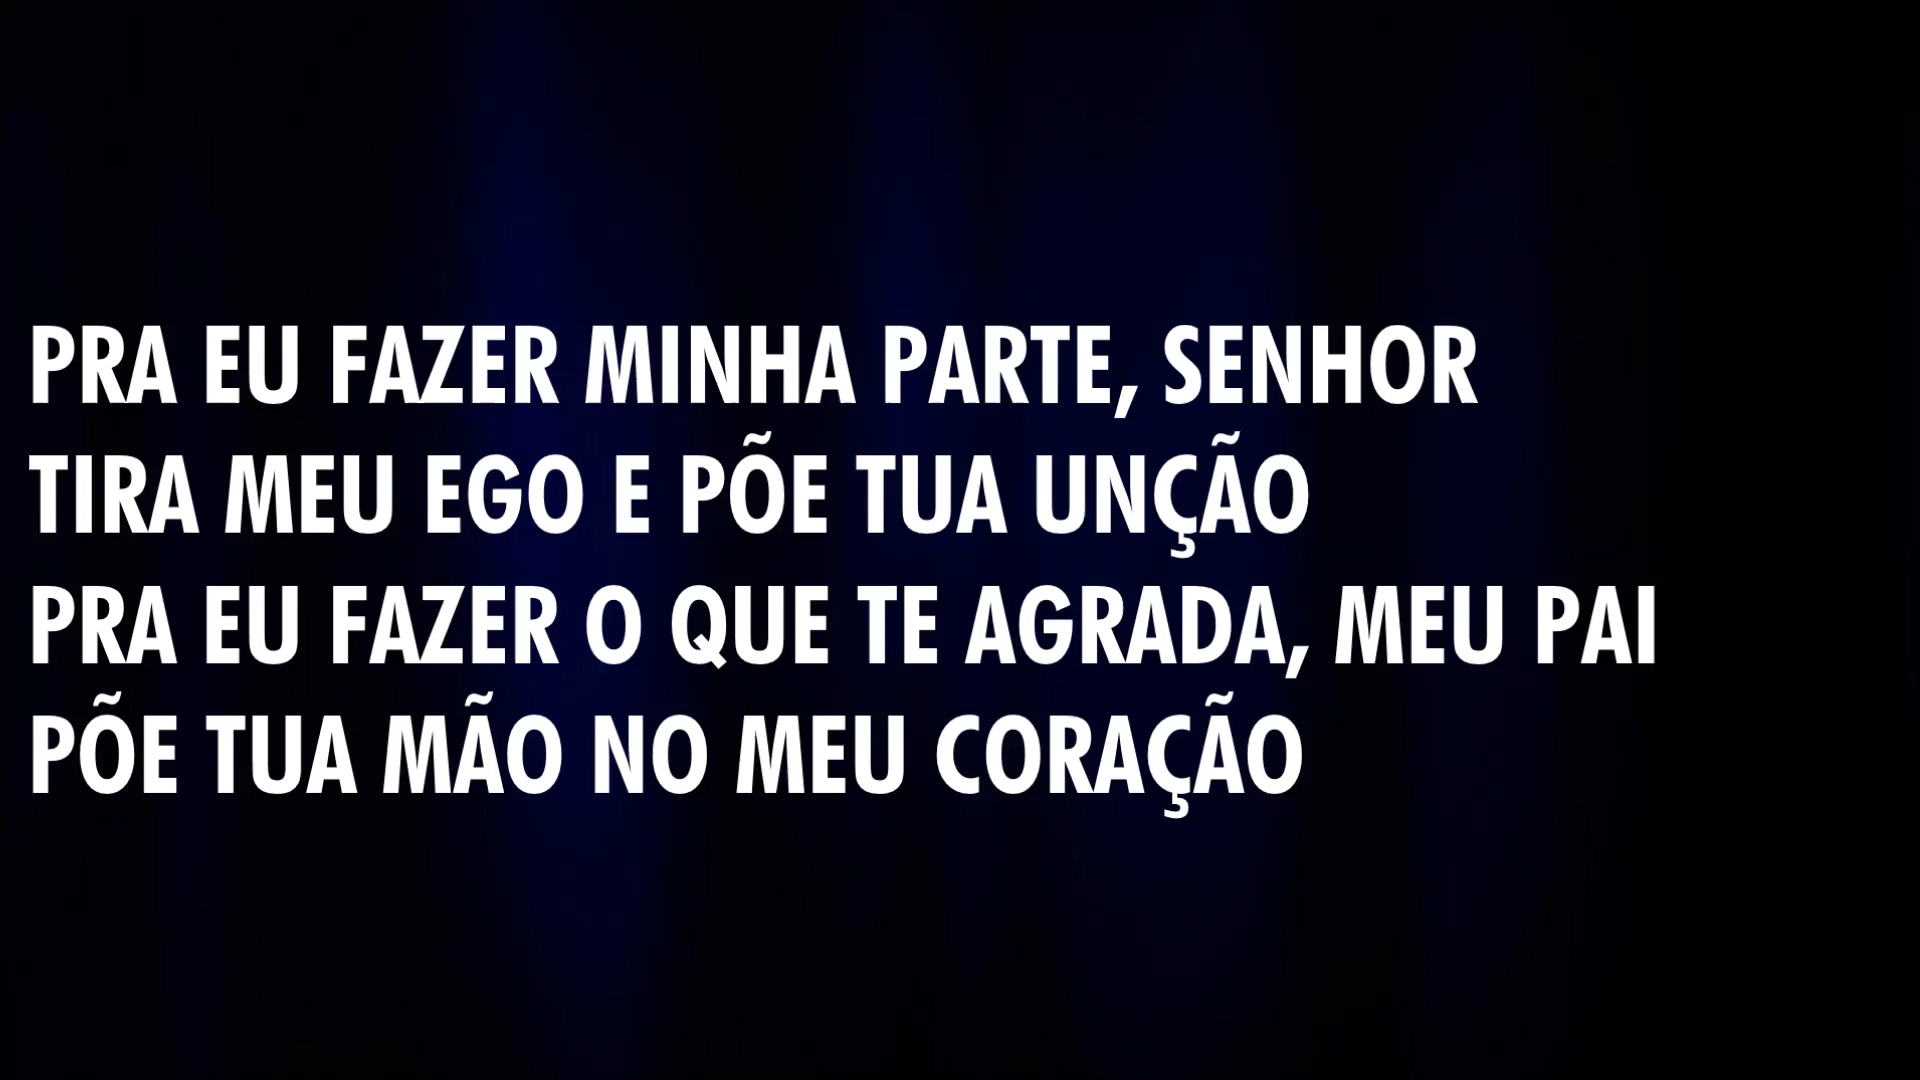 PRA EU FAZER MINHA PARTE, SENHOR
TIRA MEU EGO E PÕE TUA UNÇÃO
PRA EU FAZER O QUE TE AGRADA, MEU PAI
PÕE TUA MÃO NO MEU CORAÇÃO